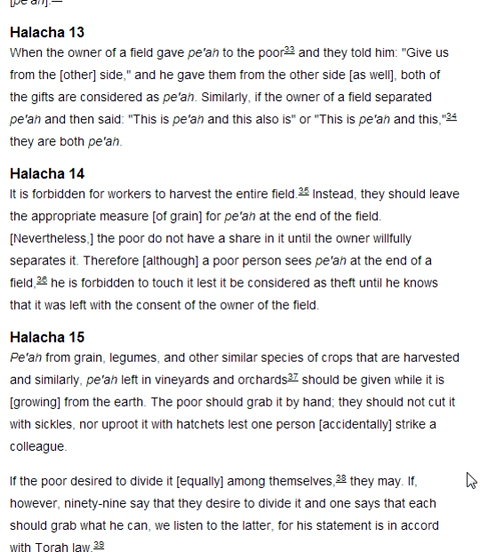 [pe'ah].—
Halacha 13
When the owner of a field gave pe'ah to the poor33 and they told him: "Give us
from the [other] side," and he gave them from the other side [as well], both of
the gifts are considered as pe'ah. Similarly, if the owner of a field separated
pe'ah and then said: "This is pe'ah and this also is" or "This is pe'ah and this,"34
they are both pe'ah.
Halacha 14
It is forbidden for workers to harvest the entire field.35 Instead, they should leave
the appropriate measure [of grain] for pe'ah at the end of the field.
[Nevertheless,] the poor do not have a share in it until the owner willfully
separates it. Therefore [although] a poor person sees pe'ah at the end of a
field,36 he is forbidden to touch it lest it be considered as theft until he knows
that it was left with the consent of the owner of the field.
Halacha 15
Pe'ah from grain, legumes, and other similar species of crops that are harvested
and similarly, pe'ah left in vineyards and orchards37 should be given while it is
[growing] from the earth. The poor should grab it by hand; they should not cut it
with sickles, nor uproot it with hatchets lest one person [accidentally] strike a
colleague.
If the poor desired to divide it [equally] among themselves,38 they may. If,
however, ninety-nine say that they desire to divide it and one says that each
should grab what he can, we listen to the latter, for his statement is in accord
with Torah law.39